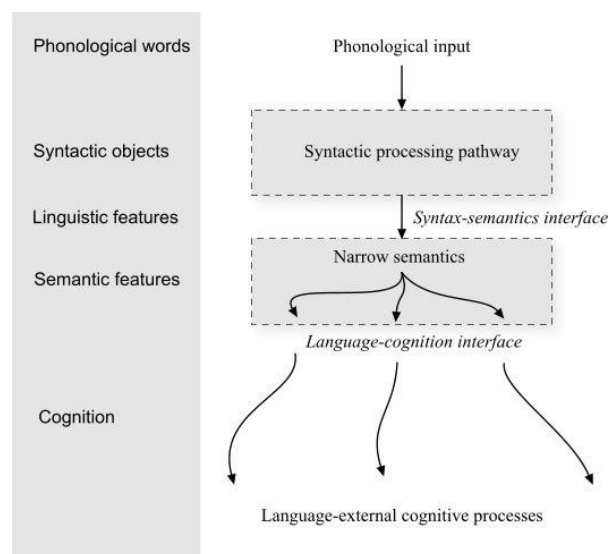 Phonological words
Phonological input
Syntactic objects
Syntactic processing pathway
Linguistic features
Syntax-semantics interface
Narrow semantics
Semantic features
Language-cognition interface
Cognition
Language-external cognitive processes